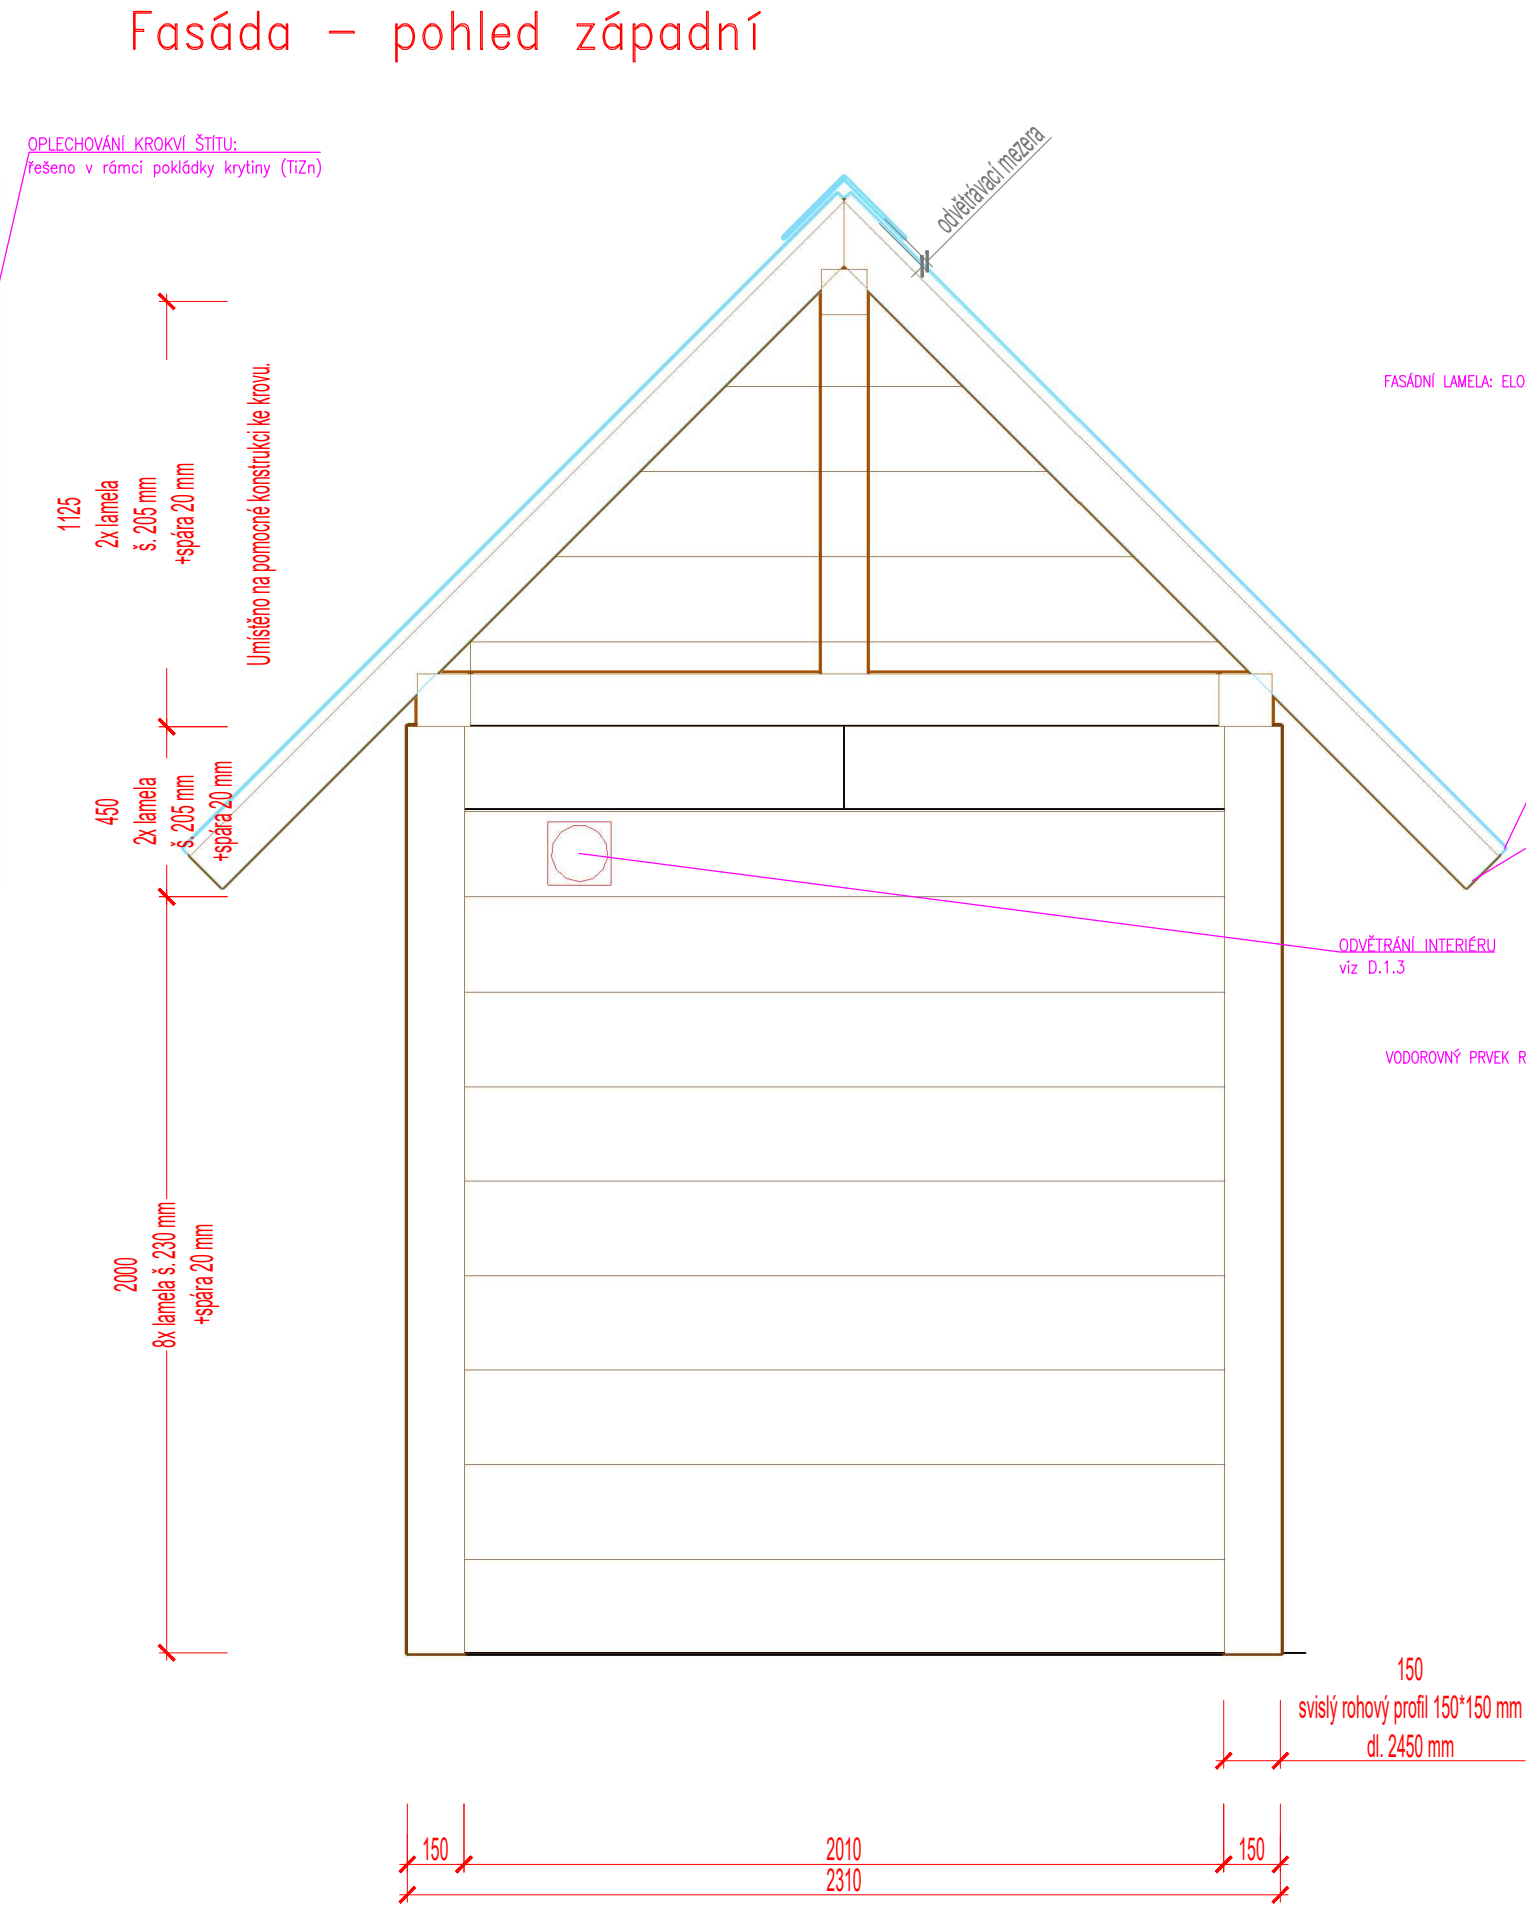 Fasáda - pohled západní
OPLECHOVÁNÍ KROKVÍ ŠTÍTU:
řešeno v rámci pokládky krytiny (TiZn)
odvětrávací mezera
FASÁDNÍ LAMELA: ELO
1125
2x lamela
š. 205 mm
+spára 20 mm
Umístěno na pomocné konstrukci ke krovu.
450
2x lamela
š. 205 mm
+spára 20 mm
ODVĚTRÁNÍ INTERIÉRU
viz D.1.3
VODOROVNÝ PRVEK R
2000
8x lamela š. 230 mm
+spára 20 mm
150
svislý rohový profil 150*150 mm
dl. 2450 mm
150
2010
150
2310